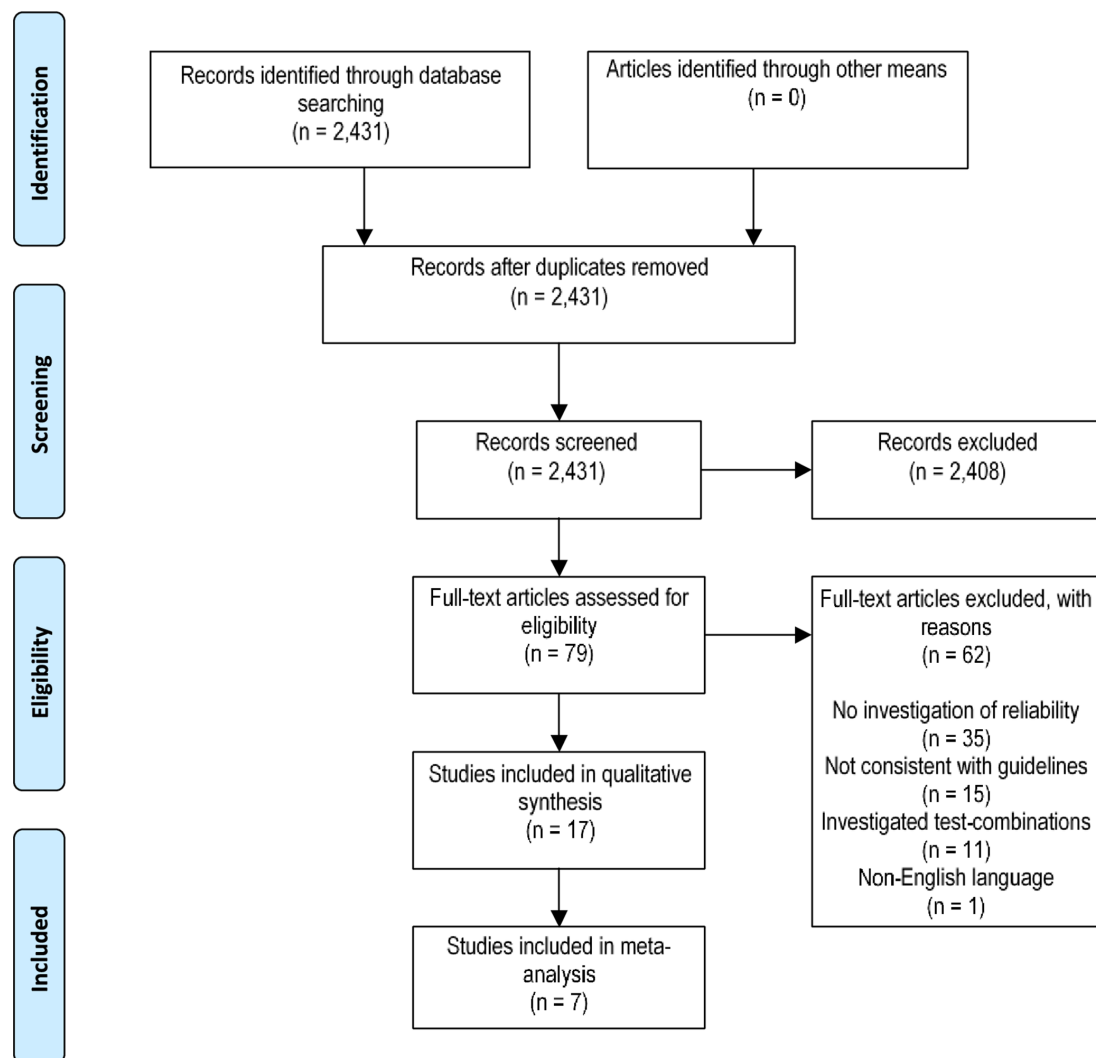 Identification
Records identified through database
searching
(n = 2,431)
Articles identified through other means
(n = 0)
Records after duplicates removed
(n = 2,431)
Screening
Records screened
(n = 2,431)
Records excluded
(n = 2,408)
Eligibility
Full-text articles assessed for
eligibility
(n = 79)
Full-text articles excluded, with
reasons
(n = 62)
No investigation of reliability
(n = 35)
Not consistent with guidelines
(n = 15)
Investigated test-combinations
(n = 11)
Non-English language
(n = 1)
Studies included in qualitative
synthesis
(n = 17)
Included
Studies included in meta-
analysis
(n = 7)